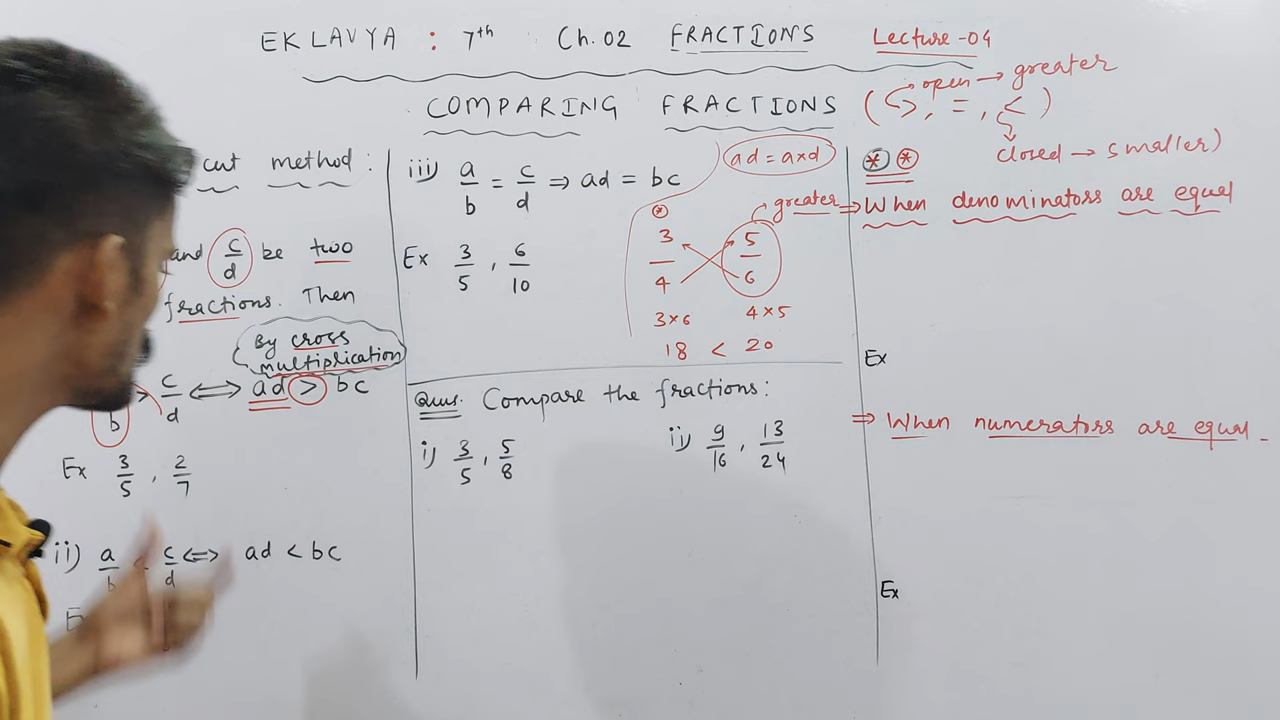 EKLAVYA : 7th Ch. 02 FRACTIONS Lecture -04
COMPARING FRACTIONS ( >, =, < )
open → greater
closed → smaller)
cut method :
and c/d be two
fractions. Then
By cross
multiplication
b > c/d ⟺ ad > bc
Ex 3/5 , 2/7
ii) a/b < c/d ⟺ ad < bc
iii) a/b = c/d ⇒ ad = bc
Ex 3/5 , 6/10
ad = a×d
greater
3/4 5/6
3×6 4×5
18 < 20
Ques. Compare the fractions:
i) 3/5 , 5/8 ii) 9/16 , 13/24
⇒ When denominators are equal
Ex
⇒ When numerators are equal -
Ex